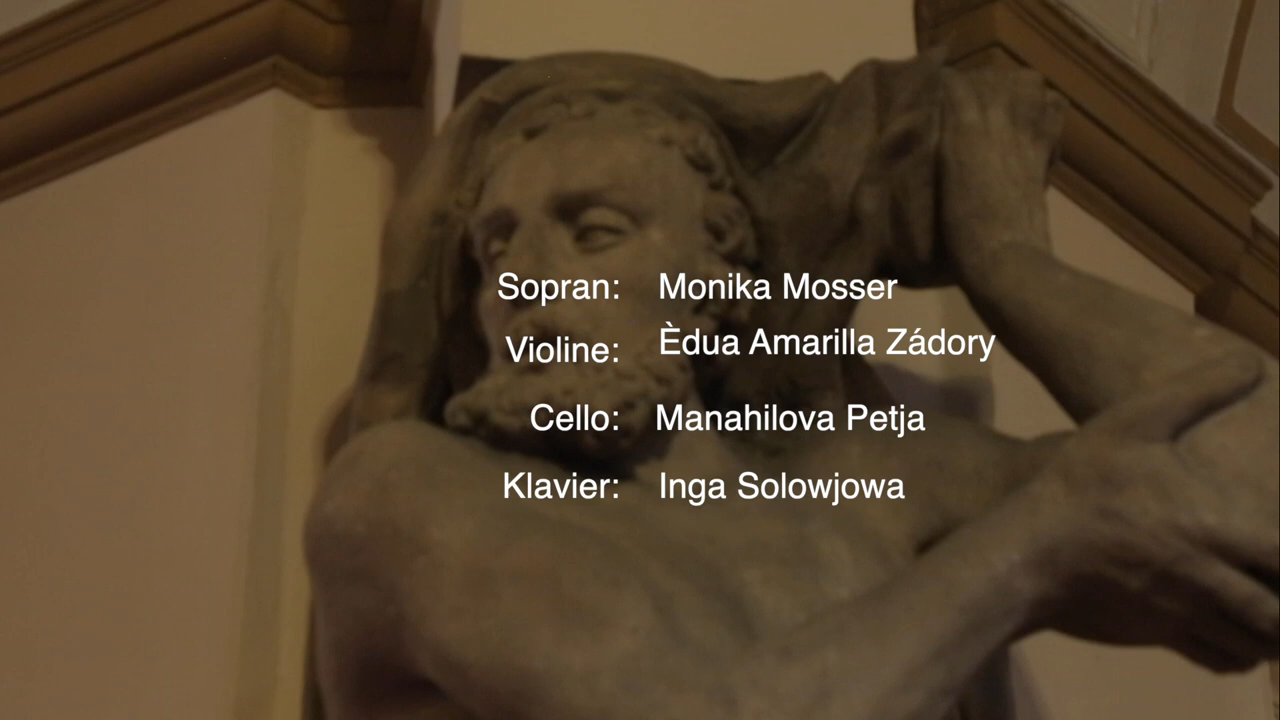 Sopran: Monika Mosser
Violine: Èdua Amarilla Zádory
Cello: Manahilova Petja
Klavier: Inga Solowjowa